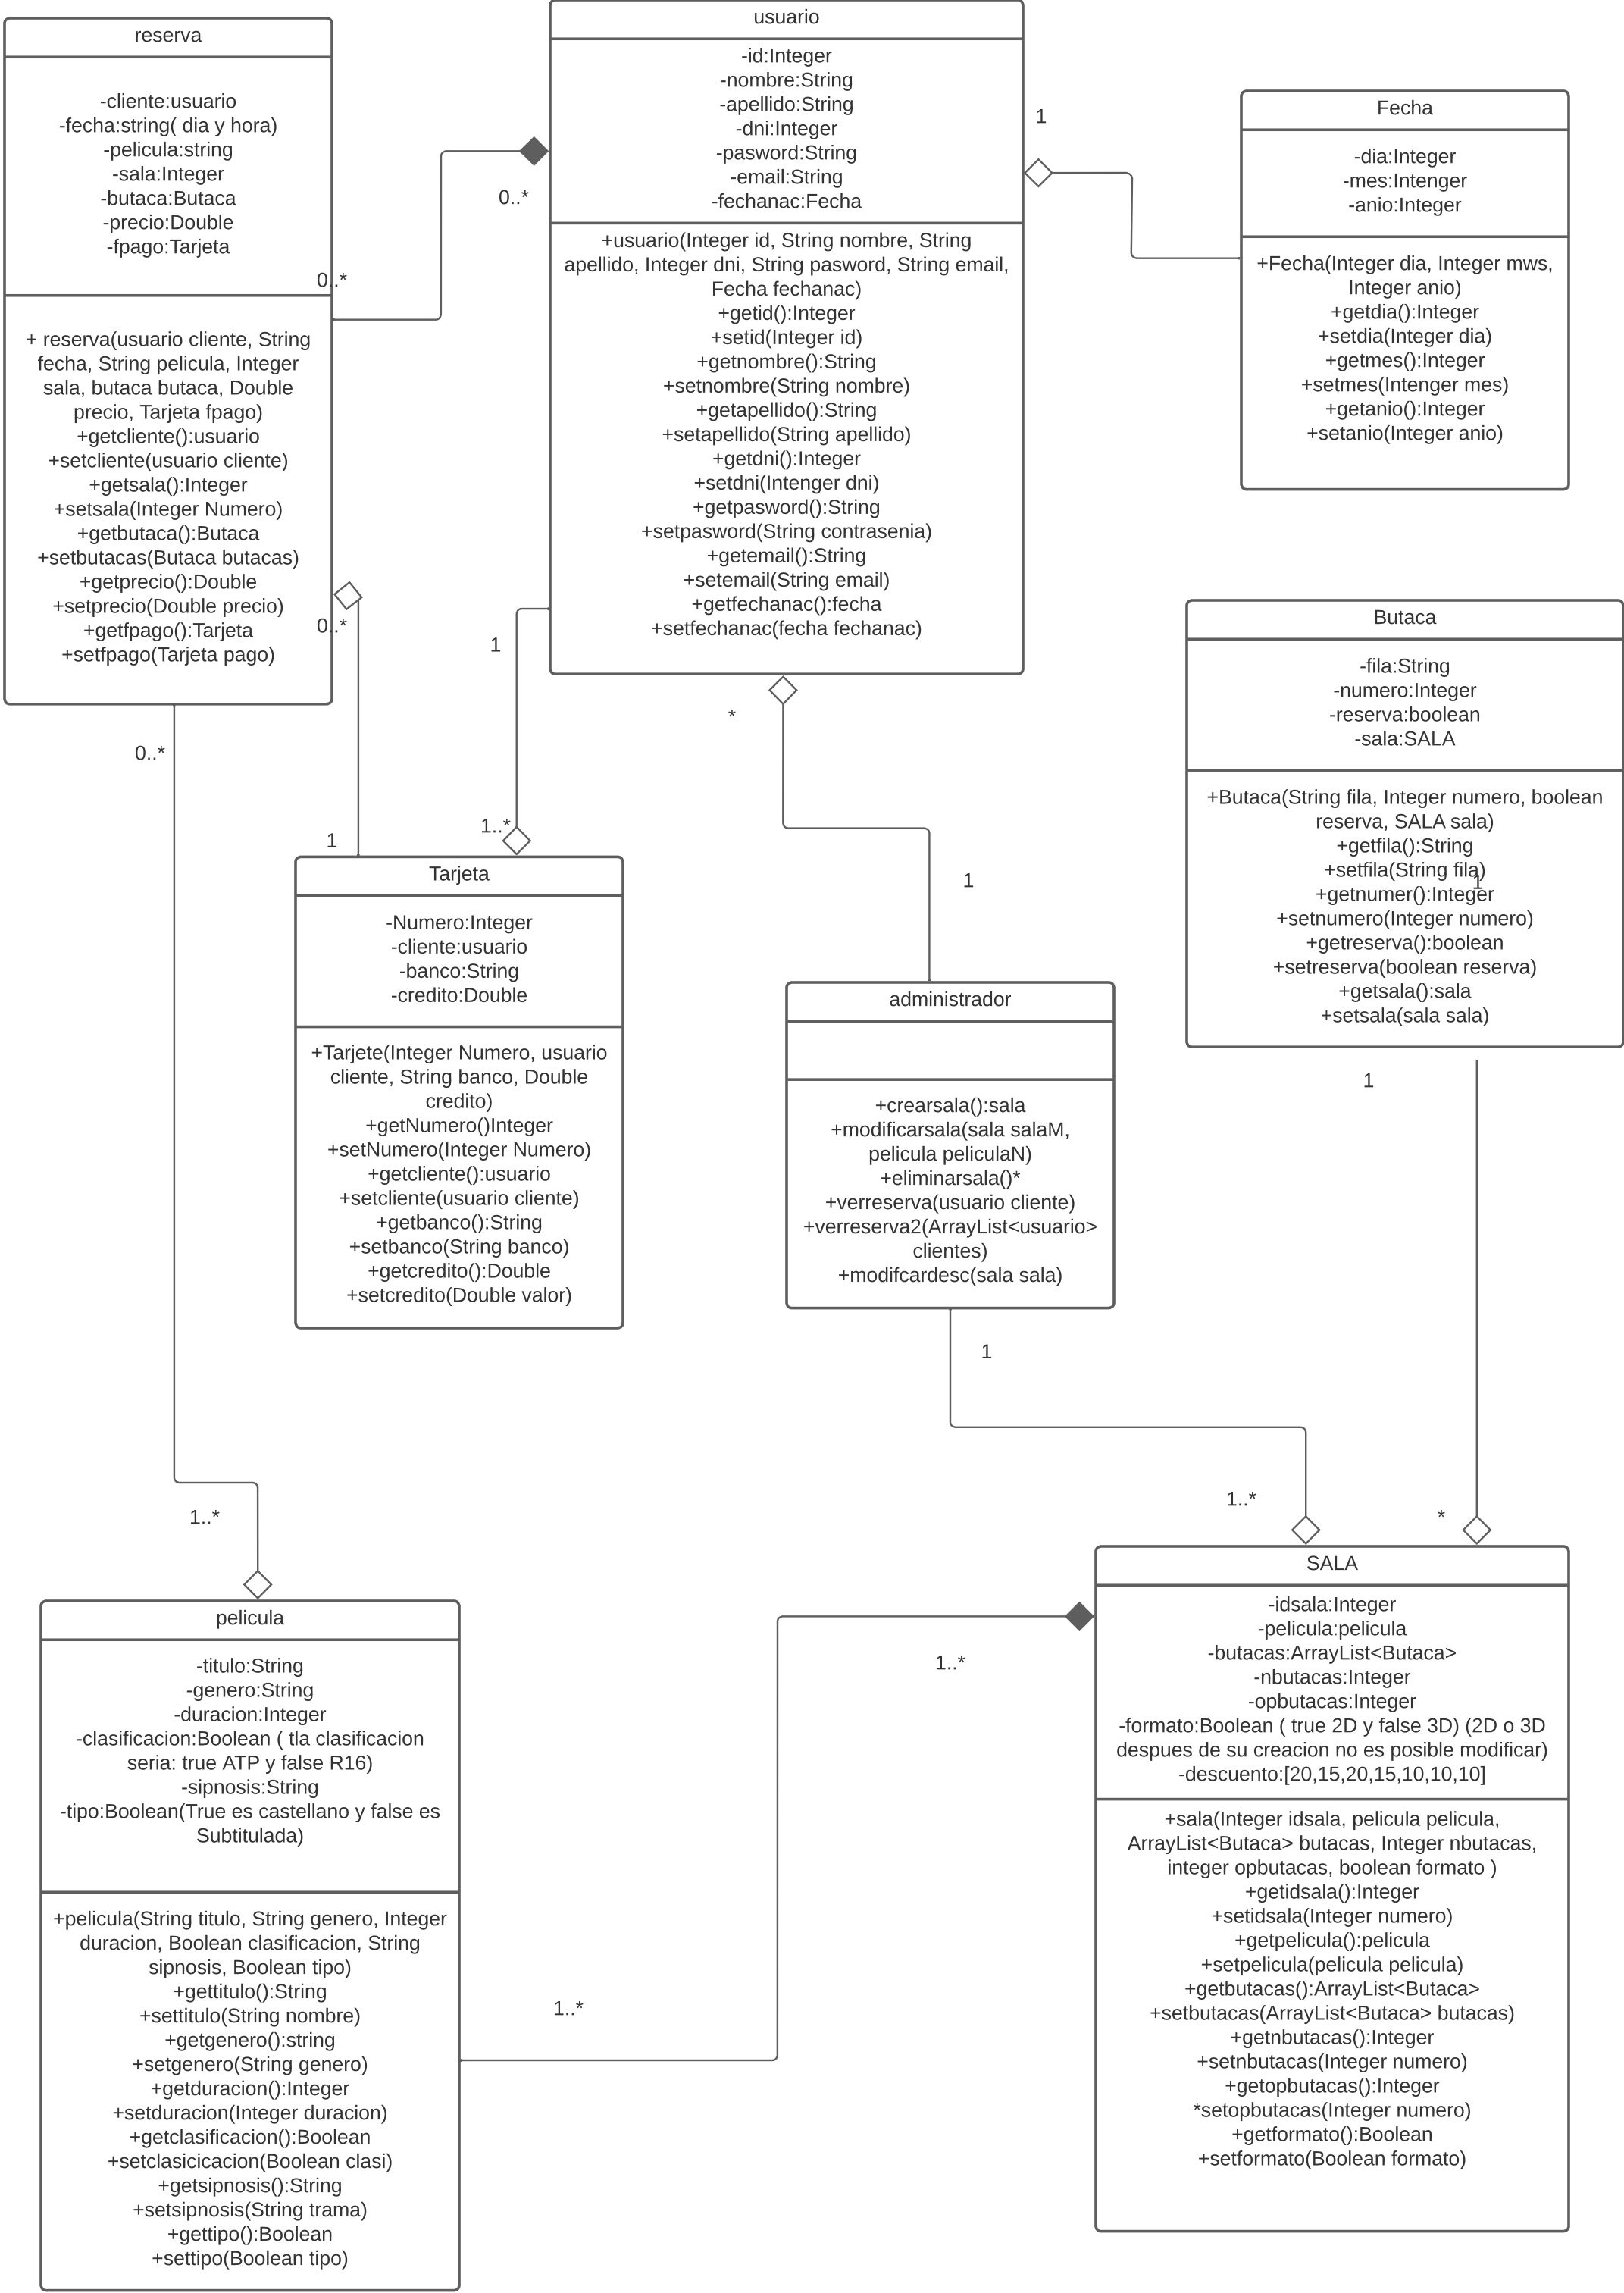 reserva
-cliente:usuario
-fecha:string( dia y hora)
-pelicula:string
-sala:Integer
-butaca:Butaca
-precio:Double
-fpago:Tarjeta
0..*
+ reserva(usuario cliente, String
fecha, String pelicula, Integer
sala, butaca butaca, Double
precio, Tarjeta fpago)
+getcliente():usuario
+setcliente(usuario cliente)
+getsala():Integer
+setsala(Integer Numero)
+getbutaca():Butaca
+setbutacas(Butaca butacas)
+getprecio():Double
+setprecio(Double precio)
+getfpago():Tarjeta
+setfpago(Tarjeta pago)
0..*
0..*
0..*
usuario
-id:Integer
-nombre:String
-apellido:String
-dni:Integer
-pasword:String
-email:String
-fechanac:Fecha
+usuario(Integer id, String nombre, String
apellido, Integer dni, String pasword, String email,
Fecha fechanac)
+getid():Integer
+setid(Integer id)
+getnombre():String
+setnombre(String nombre)
+getapellido():String
+setapellido(String apellido)
+getdni():Integer
+setdni(Intenger dni)
+getpasword():String
+setpasword(String contrasenia)
+getemail():String
+setemail(String email)
+getfechanac():fecha
+setfechanac(fecha fechanac)
1
1
*
Fecha
-dia:Integer
-mes:Intenger
-anio:Integer
+Fecha(Integer dia, Integer mws,
Integer anio)
+getdia():Integer
+setdia(Integer dia)
+getmes():Integer
+setmes(Intenger mes)
+getanio():Integer
+setanio(Integer anio)
Butaca
-fila:String
-numero:Integer
-reserva:boolean
-sala:SALA
+Butaca(String fila, Integer numero, boolean
reserva, SALA sala)
+getfila():String
+setfila(String fila)
1
+getnumer():Integer
+setnumero(Integer numero)
+getreserva():boolean
+setreserva(boolean reserva)
+getsala():sala
+setsala(sala sala)
1
1
1..*
Tarjeta
-Numero:Integer
-cliente:usuario
-banco:String
-credito:Double
+Tarjete(Integer Numero, usuario
cliente, String banco, Double
credito)
+getNumero()Integer
+setNumero(Integer Numero)
+getcliente():usuario
+setcliente(usuario cliente)
+getbanco():String
+setbanco(String banco)
+getcredito():Double
+setcredito(Double valor)
1
administrador
+crearsala():sala
+modificarsala(sala salaM,
pelicula peliculaN)
+eliminarsala()*
+verreserva(usuario cliente)
+verreserva2(ArrayList<usuario>
clientes)
+modifcardesc(sala sala)
1
1..*
*
1..*
pelicula
-titulo:String
-genero:String
-duracion:Integer
-clasificacion:Boolean ( tla clasificacion
seria: true ATP y false R16)
-sipnosis:String
-tipo:Boolean(True es castellano y false es
Subtitulada)
+pelicula(String titulo, String genero, Integer
duracion, Boolean clasificacion, String
sipnosis, Boolean tipo)
+gettitulo():String
+settitulo(String nombre)
+getgenero():string
+setgenero(String genero)
+getduracion():Integer
+setduracion(Integer duracion)
+getclasificacion():Boolean
+setclasicicacion(Boolean clasi)
+getsipnosis():String
+setsipnosis(String trama)
+gettipo():Boolean
+settipo(Boolean tipo)
1..*
1..*
SALA
-idsala:Integer
-pelicula:pelicula
-butacas:ArrayList<Butaca>
-nbutacas:Integer
-opbutacas:Integer
-formato:Boolean ( true 2D y false 3D) (2D o 3D
despues de su creacion no es posible modificar)
-descuento:[20,15,20,15,10,10,10]
+sala(Integer idsala, pelicula pelicula,
ArrayList<Butaca> butacas, Integer nbutacas,
integer opbutacas, boolean formato )
+getidsala():Integer
+setidsala(Integer numero)
+getpelicula():pelicula
+setpelicula(pelicula pelicula)
+getbutacas():ArrayList<Butaca>
+setbutacas(ArrayList<Butaca> butacas)
+getnbutacas():Integer
+setnbutacas(Integer numero)
+getopbutacas():Integer
*setopbutacas(Integer numero)
+getformato():Boolean
+setformato(Boolean formato)